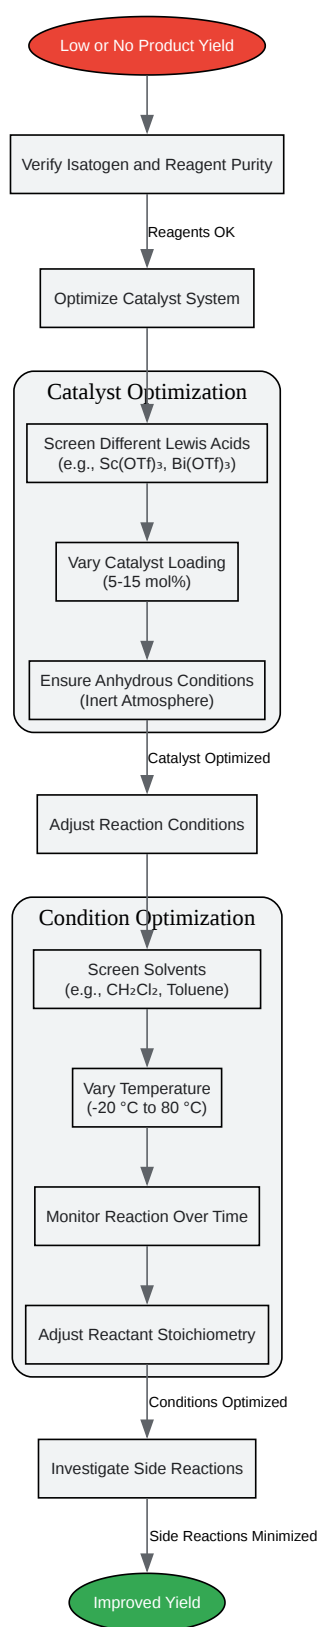 Low or No Product Yield
Verify Isatogen and Reagent Purity
Reagents OK
Optimize Catalyst System
Catalyst Optimization
Screen Different Lewis Acids
(e.g., Sc(OTf)₃, Bi(OTf)₃)
Vary Catalyst Loading
(5-15 mol%)
Ensure Anhydrous Conditions
(Inert Atmosphere)
Catalyst Optimized
Adjust Reaction Conditions
Condition Optimization
Screen Solvents
(e.g., CH₂Cl₂, Toluene)
Vary Temperature
(-20 °C to 80 °C)
Monitor Reaction Over Time
Adjust Reactant Stoichiometry
Conditions Optimized
Investigate Side Reactions
Side Reactions Minimized
Improved Yield